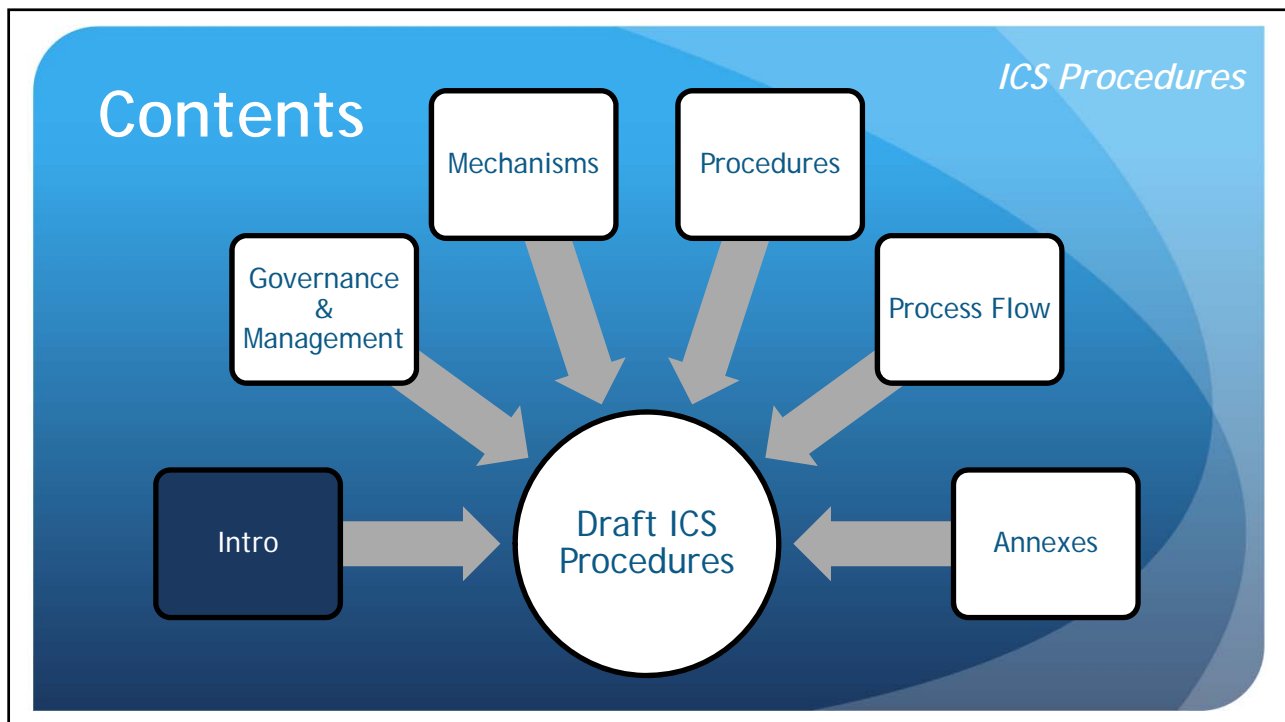 ICS Procedures
Contents
Mechanisms
Procedures
Governance
&
Management
Process Flow
Intro
Draft ICS
Procedures
Annexes